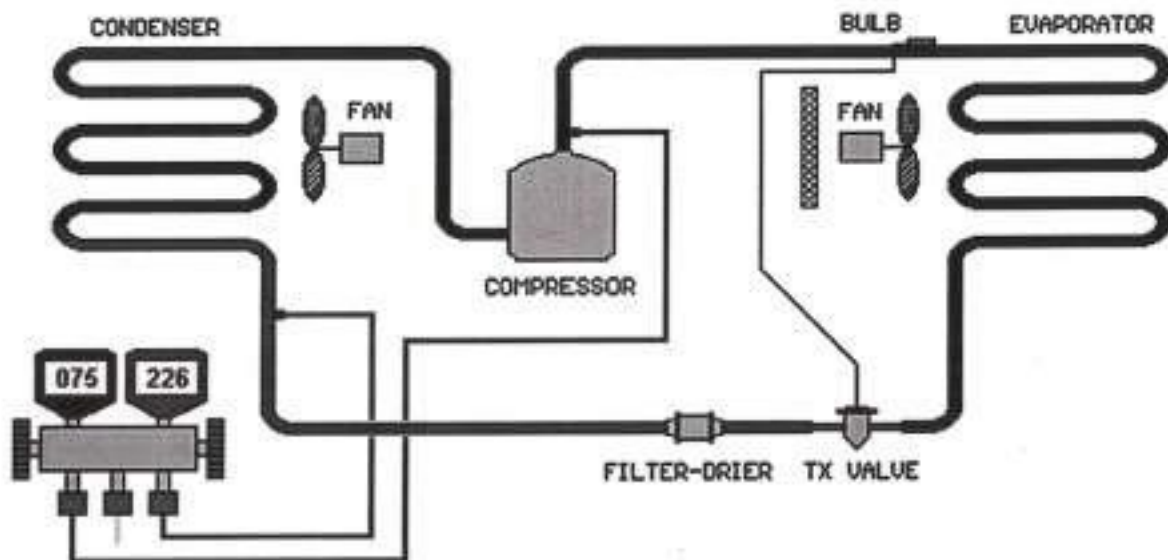 CONDENSER
BULB
EVAPORATOR
FAN
FAN
COMPRESSOR
075
226
FILTER-DRIER
TX VALVE